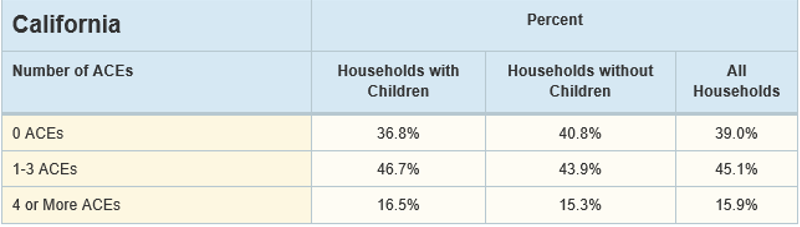 California
Percent
Number of ACEs
Households with
Children
Households without
Children
All
Households
0 ACEs 36.8% 40.8% 39.0%
1-3 ACEs 46.7% 43.9% 45.1%
4 or More ACEs 16.5% 15.3% 15.9%